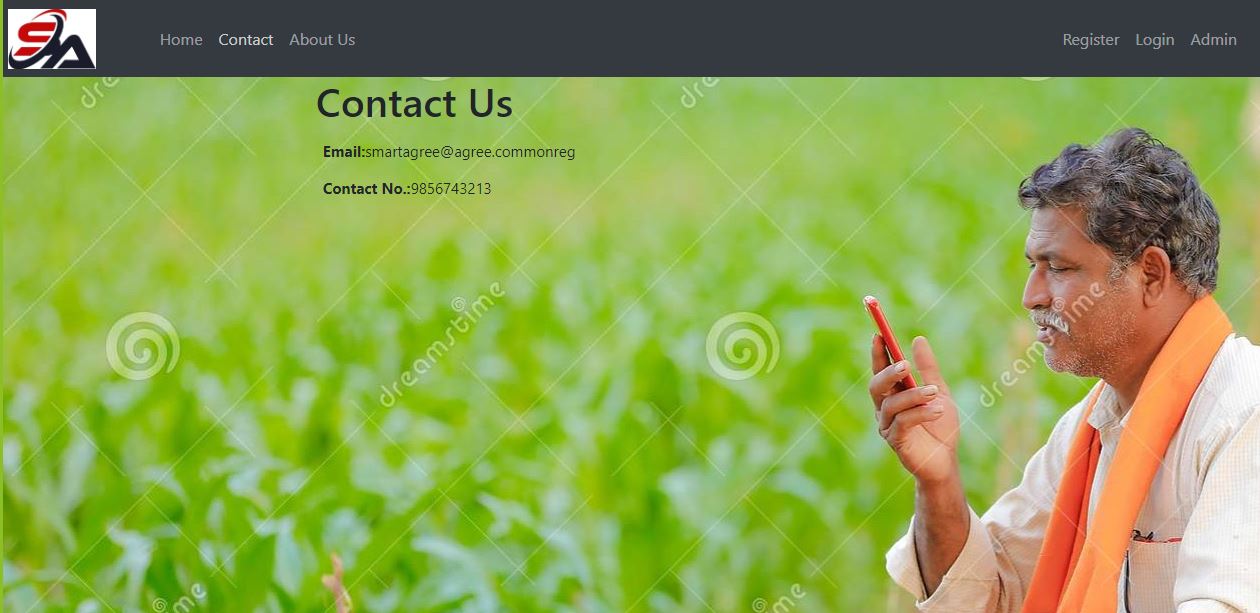 SA
Home Contact About Us Register Login Admin
Contact Us
Email:smartagree@agree.commonreg
Contact No.:9856743213
dreamstime